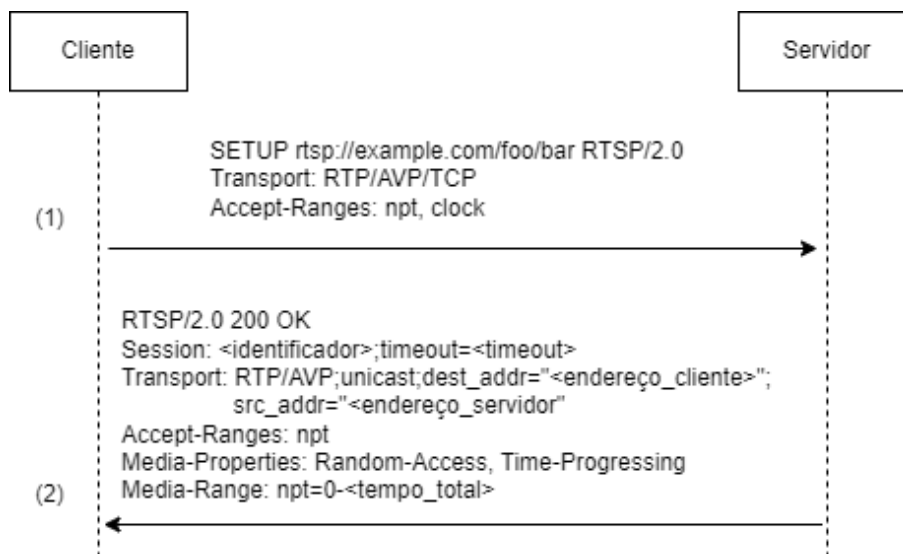 Cliente
Servidor
SETUP rtsp://example.com/foo/bar RTSP/2.0
Transport: RTP/AVP/TCP
Accept-Ranges: npt, clock
(1)
RTSP/2.0 200 OK
Session: <identificador>;timeout=<timeout>
Transport: RTP/AVP;unicast;dest_addr="<endereço_cliente>";
src_addr="<endereço_servidor"
Accept-Ranges: npt
Media-Properties: Random-Access, Time-Progressing
Media-Range: npt=0-<tempo_total>
(2)